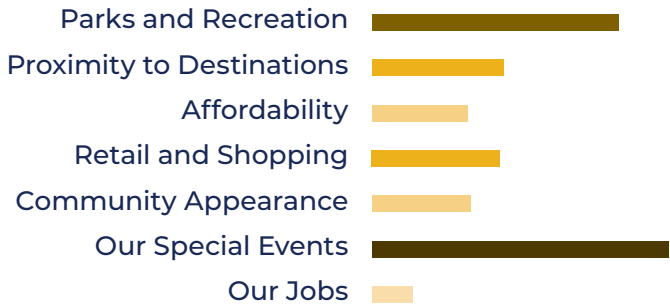 Parks and Recreation
Proximity to Destinations
Affordability
Retail and Shopping
Community Appearance
Our Special Events
Our Jobs